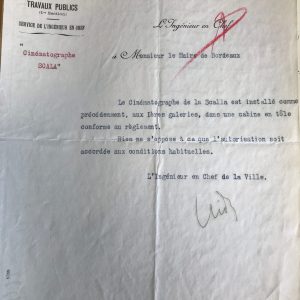 TRAVAUX PUBLICS
SERVICE DE L'INGÉNIEUR EN CHEF
"Cinématographe
SCALA"
L'Ingénieur en Chef
à Monsieur le Maire de Bordeaux
Le Cinématographe de la Scalla est installé comme
précédemment, aux 1ères galeries, dans une cabine en tôle
conforme au règlement.
Rien ne s'oppose à ce que l'autorisation soit
accordée aux conditions habituelles.
L'Ingénieur en Chef de la Ville.